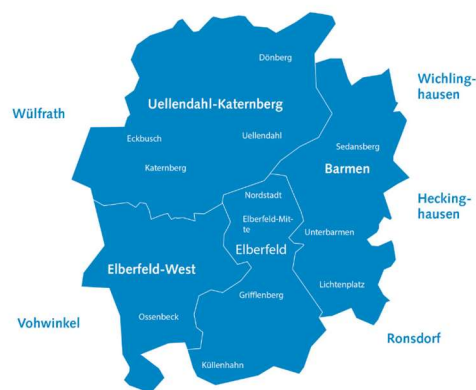 Dönberg
Wichling-
hausen
Uellendahl-Katernberg
Wülfrath
Eckbusch
Uellendahl
Sedansberg
Katernberg
Barmen
Nordstadt
Hecking-
hausen
Elberfeld-Mit-
te
Unterbarmen
Elberfeld
Elberfeld-West
Lichtenplatz
Grifflenberg
Vohwinkel
Ossenbeck
Ronsdorf
Küllenhahn